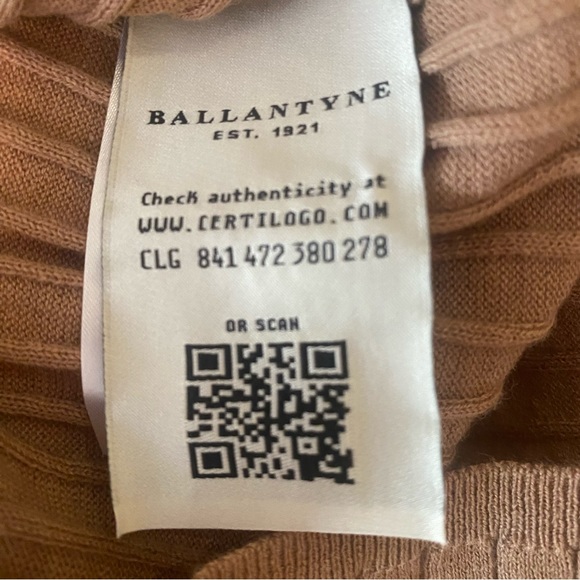 BALLANTYNE
EST. 1921
Check authenticity at
WWW.CERTILOGO.COM
CLG 841 472 380 278
OR SCAN